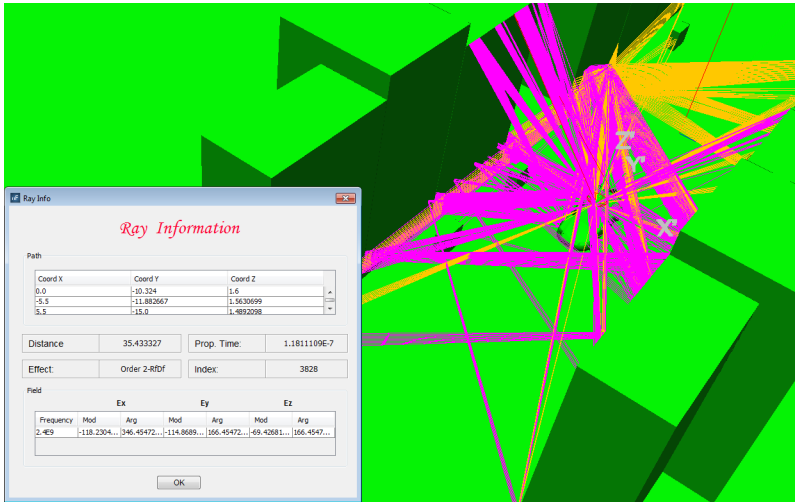 Z'
Y'
X'
Ray Info
Ray Information
Path
Coord X Coord Y Coord Z
0.0 -10.324 1.6
-5.5 -11.882667 1.5630699
5.5 -15.0 1.4892098
Distance 35.433327 Prop. Time: 1.1811109E-7
Effect: Order 2-RfDf Index: 3828
Field
Ex Ey Ez
Frequency Mod Arg Mod Arg Mod Arg
2.4E9 -118.2304... 346.45472... -114.8689... 166.45472... -69.42681... 166.4547...
OK